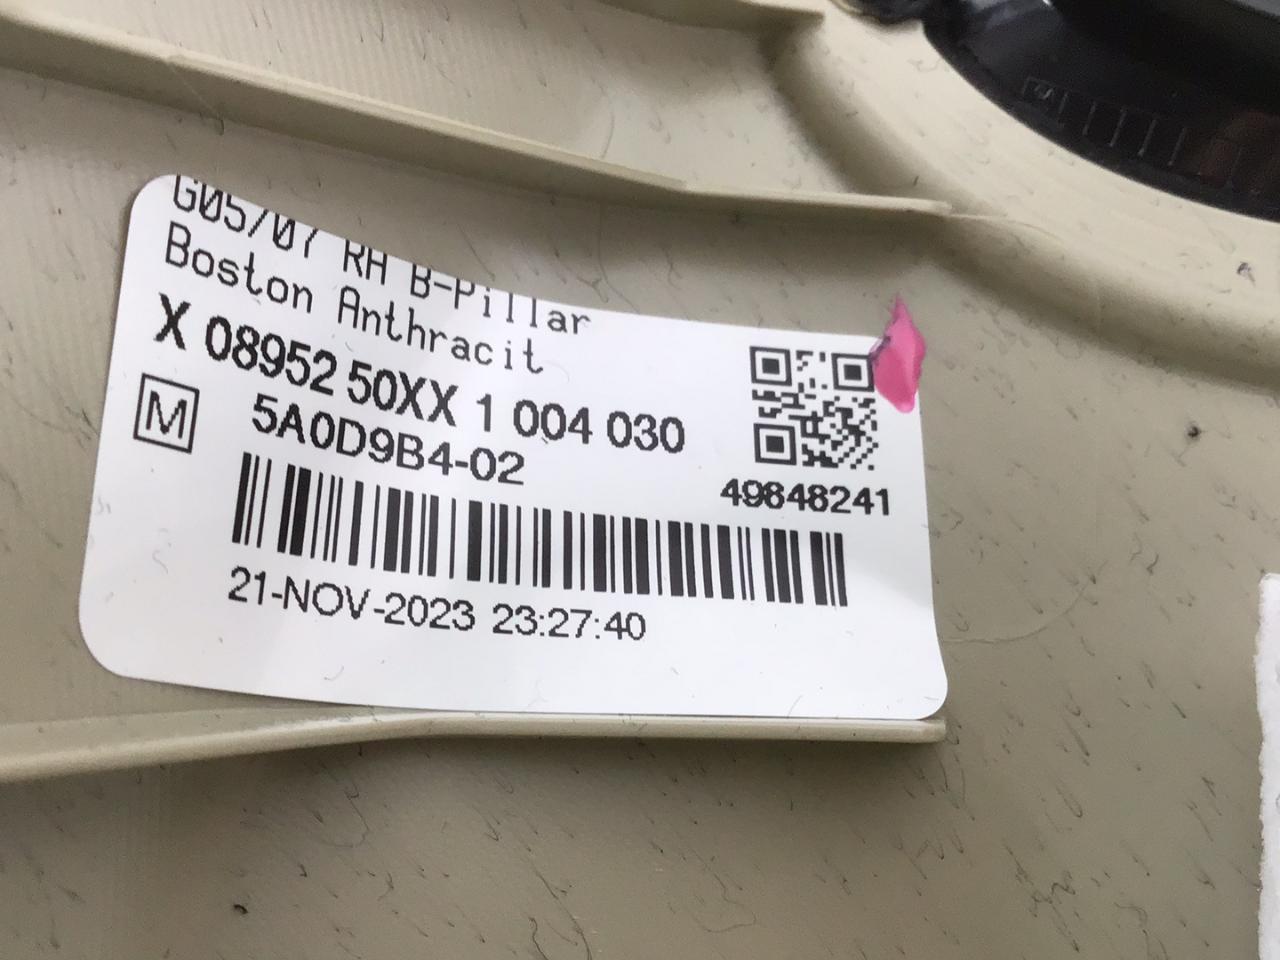 G05/07 RH B-Pillar
Boston Anthracit
X 08952 50XX 1 004 030
M 5A0D9B4-02
49848241
21-NOV-2023 23:27:40